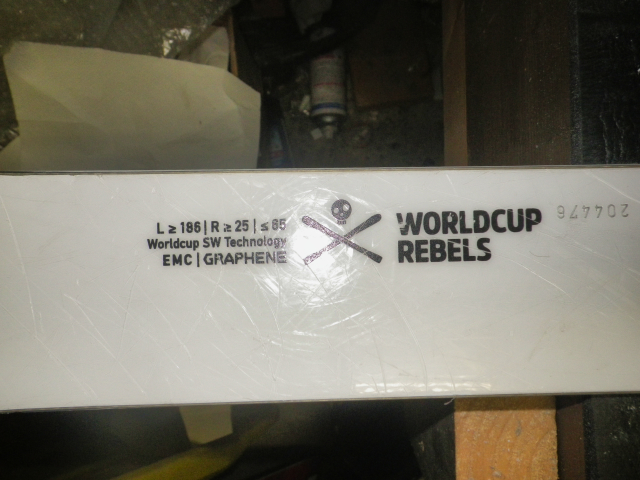 L ≥ 186 | R ≥ 25 | ≤ 65
Worldcup SW Technology
EMC | GRAPHENE
WORLDCUP
REBELS
204476